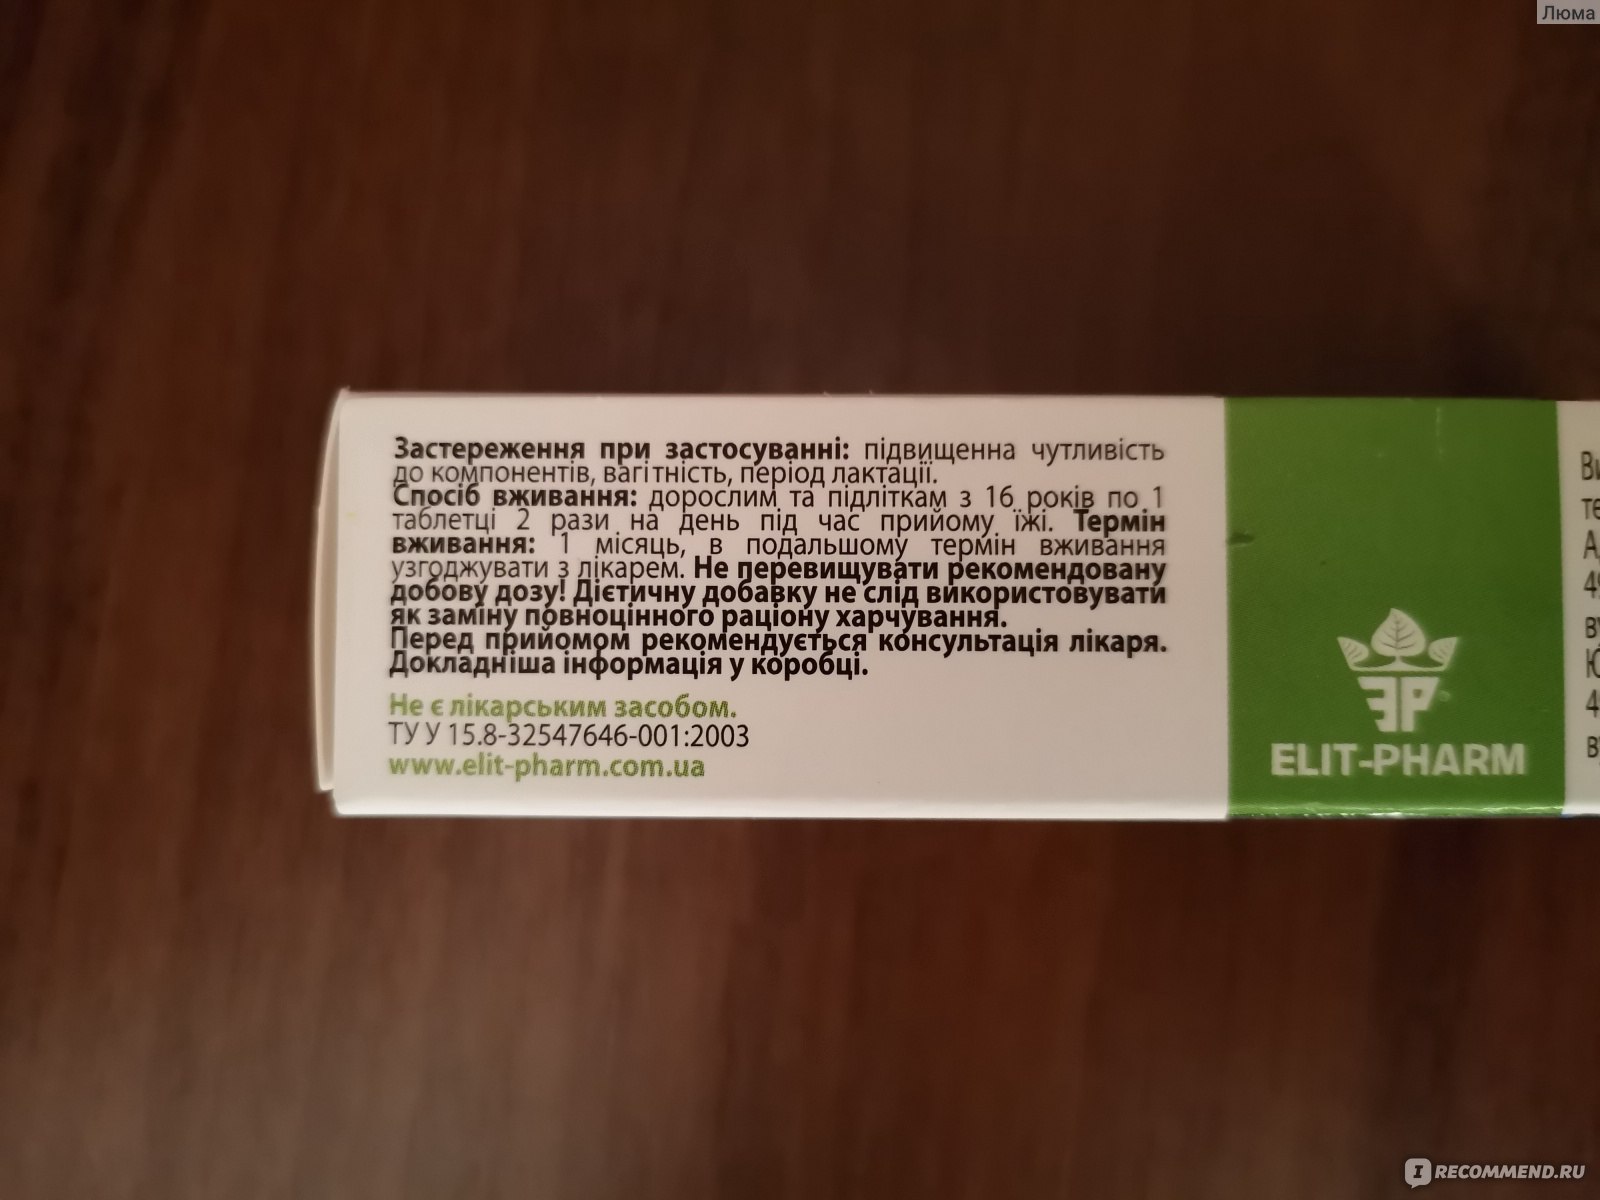 Люма
Застереження при застосуванні: підвищенна чутливість
до компонентів, вагітність, період лактації.
Спосіб вживання: дорослим та підліткам з 16 років по 1
таблетці 2 рази на день під час прийому їжі. Термін
вживання: 1 місяць, в подальшому термін вживання
узгоджувати з лікарем. Не перевищувати рекомендовану
добову дозу! Дієтичну добавку не слід використовувати
як заміну повноцінного раціону харчування.
Перед прийомом рекомендується консультація лікаря.
Докладніша інформація у коробці.
Не є лікарським засобом.
ТУ У 15.8-32547646-001:2003
www.elit-pharm.com.ua
ELIT-PHARM
IRECOMMEND.RU